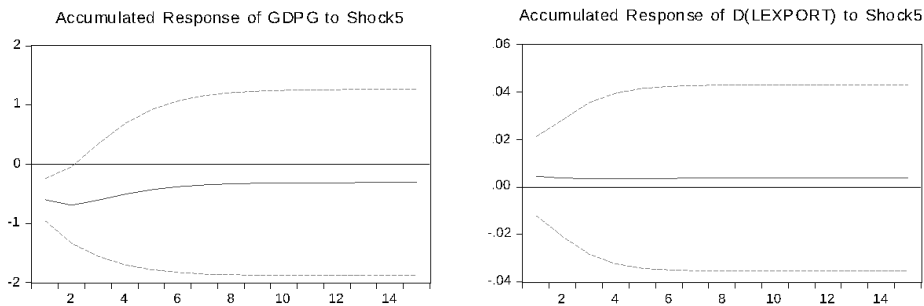 Accumulated Response of GDPG to Shock5
2
1
0
-1
-2
2 4 6 8 10 12 14
Accumulated Response of D(LEXPORT) to Shock5
.06
.04
.02
.00
-.02
-.04
2 4 6 8 10 12 14